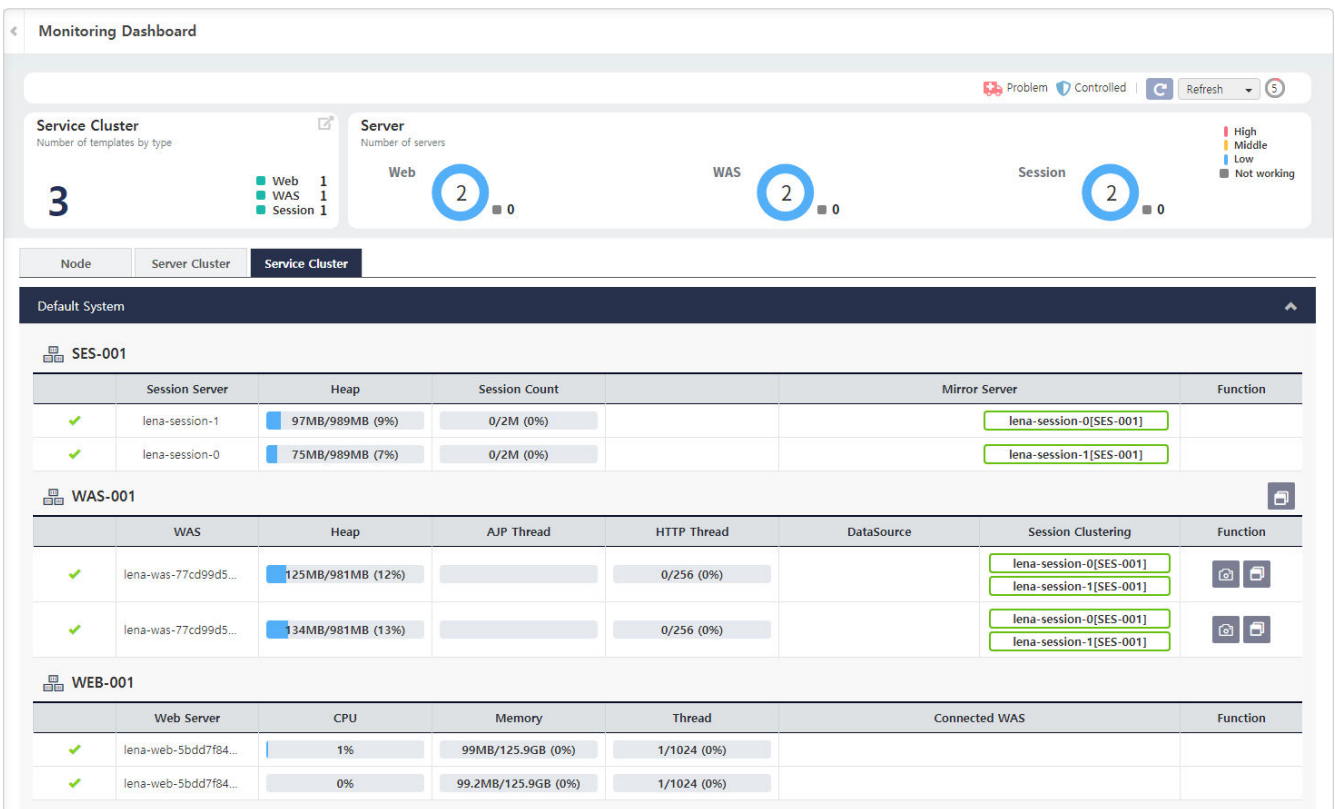 Monitoring Dashboard
Problem Controlled Refresh 5
Service Cluster
Number of templates by type
3
Web 1
WAS 1
Session 1
Server
Number of servers
Web 2 0
WAS 2 0
Session 2 0
High
Middle
Low
Not working
Node Server Cluster Service Cluster
Default System
SES-001
Session Server Heap Session Count Mirror Server Function
lena-session-1 97MB/989MB (9%) 0/2M (0%) lena-session-0[SES-001]
lena-session-0 75MB/989MB (7%) 0/2M (0%) lena-session-1[SES-001]
WAS-001
WAS Heap AJP Thread HTTP Thread DataSource Session Clustering Function
lena-was-77cd99d5... 125MB/981MB (12%) 0/256 (0%) lena-session-0[SES-001]
lena-session-1[SES-001]
lena-was-77cd99d5... 134MB/981MB (13%) 0/256 (0%) lena-session-0[SES-001]
lena-session-1[SES-001]
WEB-001
Web Server CPU Memory Thread Connected WAS Function
lena-web-5bdd7f84... 1% 99MB/125.9GB (0%) 1/1024 (0%)
lena-web-5bdd7f84... 0% 99.2MB/125.9GB (0%) 1/1024 (0%)